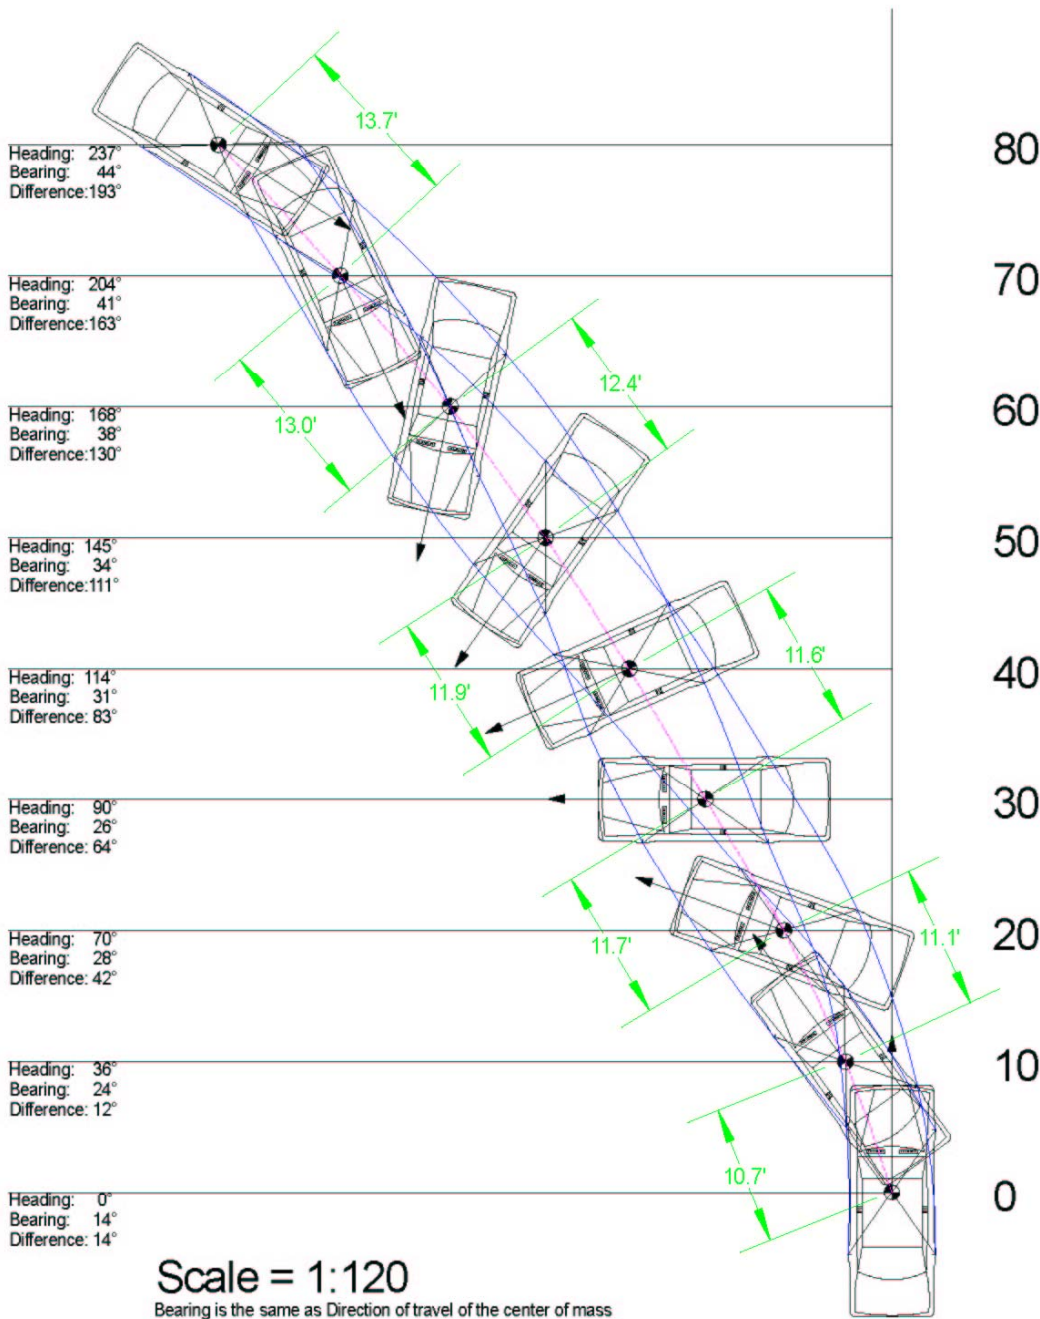 13.7'
80
Heading: 237°
Bearing: 44°
Difference:193°
70
Heading: 204°
Bearing: 41°
Difference:163°
12.4'
13.0'
60
Heading: 168°
Bearing: 38°
Difference:130°
50
Heading: 145°
Bearing: 34°
Difference:111°
11.6'
11.9'
40
Heading: 114°
Bearing: 31°
Difference: 83°
30
Heading: 90°
Bearing: 26°
Difference: 64°
11.7'
11.1'
20
Heading: 70°
Bearing: 28°
Difference: 42°
10
Heading: 36°
Bearing: 24°
Difference: 12°
10.7'
0
Heading: 0°
Bearing: 14°
Difference: 14°
Scale = 1:120
Bearing is the same as Direction of travel of the center of mass